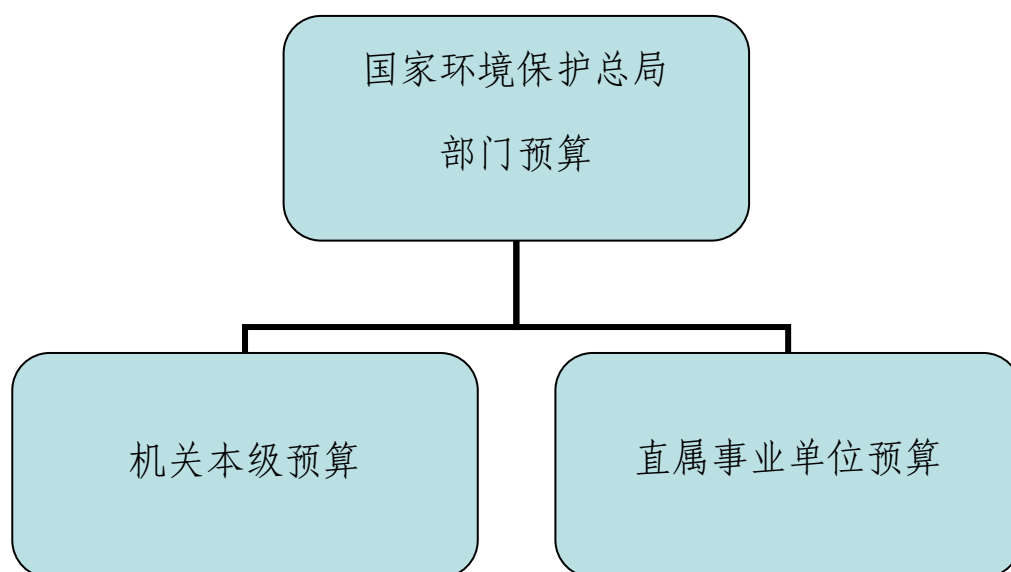 国家环境保护总局
部门预算
机关本级预算
直属事业单位预算